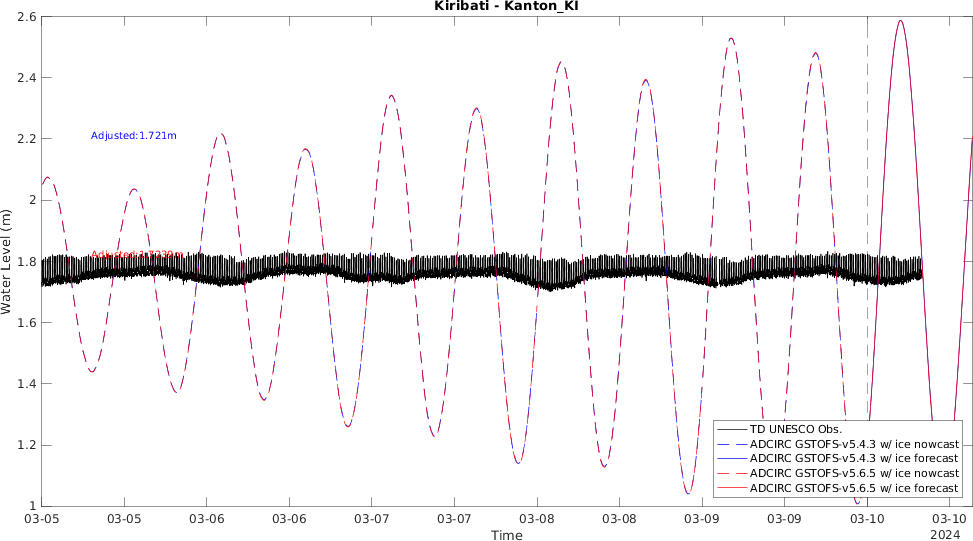 Kiribati - Kanton_KI
2.6
2.4
2.2
2
1.8
1.6
1.4
1.2
1
Water Level (m)
Adjusted:1.721m
TD UNESCO Obs.
ADCIRC GSTOFS-v5.4.3 w/ ice nowcast
ADCIRC GSTOFS-v5.4.3 w/ ice forecast
ADCIRC GSTOFS-v5.6.5 w/ ice nowcast
ADCIRC GSTOFS-v5.6.5 w/ ice forecast
03-05 03-05 03-06 03-06 03-07 03-07 03-08 03-08 03-09 03-09 03-10 03-10
Time
2024